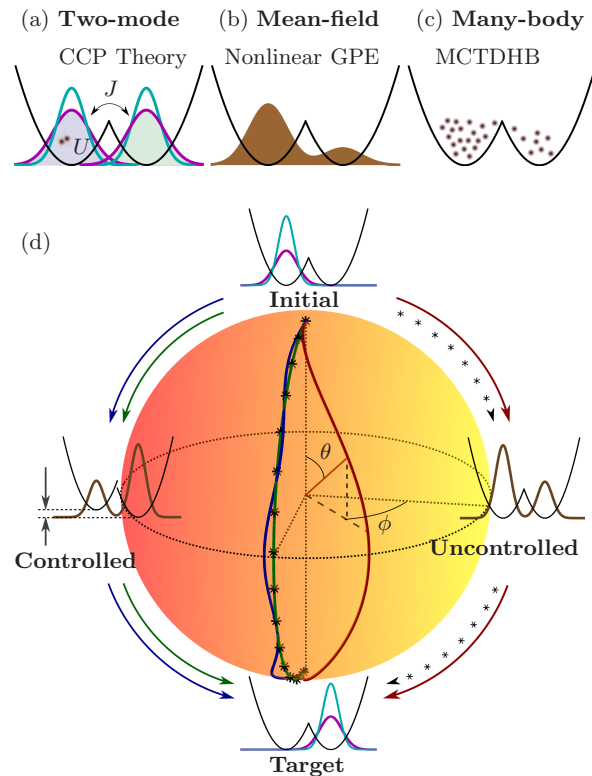 (a) Two-mode
CCP Theory
J
U
(b) Mean-field
Nonlinear GPE
(c) Many-body
MCTDHB
(d)
Initial
θ
ϕ
Controlled
Uncontrolled
Target